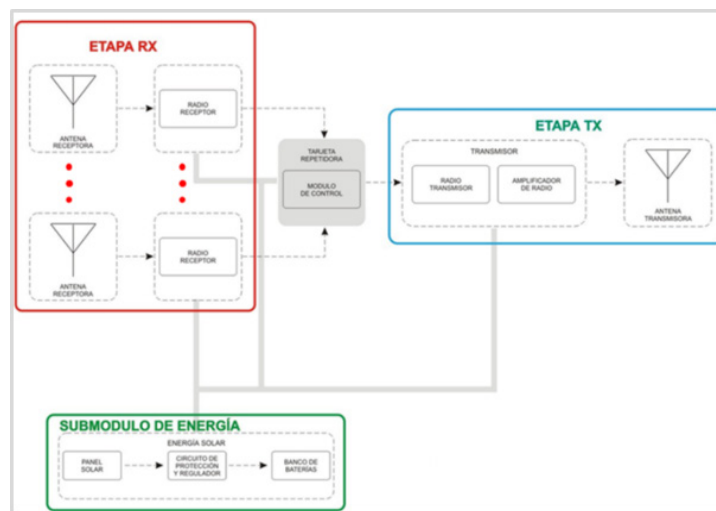 ETAPA RX
ANTENA
RECEPTORA
RADIO
RECEPTOR
ANTENA
RECEPTORA
RADIO
RECEPTOR
TARJETA
REPETIDORA
MODULO
DE CONTROL
ETAPA TX
TRANSMISOR
RADIO
TRANSMISOR
AMPLIFICADOR
DE RADIO
ANTENA
TRANSMISORA
SUBMODULO DE ENERGÍA
ENERGÍA SOLAR
PANEL
SOLAR
CIRCUITO DE
PROTECCIÓN
Y REGULADOR
BANCO DE
BATERÍAS